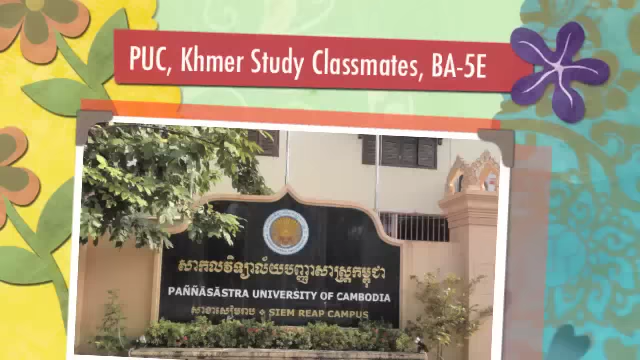 PUC, Khmer Study Classmates, BA-5E
សាកលវិទ្យាល័យបញ្ញាសាស្ត្រកម្ពុជា
PAÑÑĀSĀSTRA UNIVERSITY OF CAMBODIA
សាខាសៀមរាប ✦ SIEM REAP CAMPUS